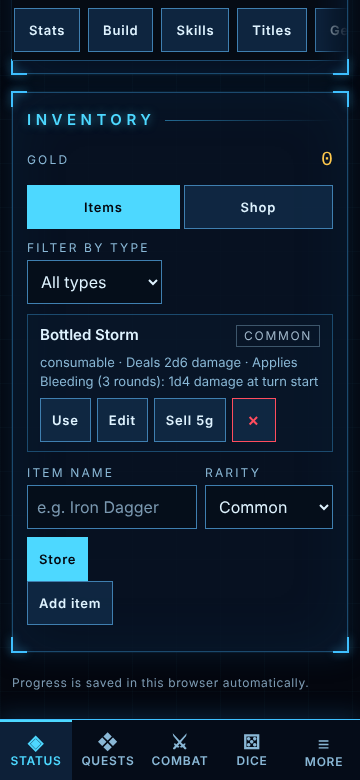 Stats Build Skills Titles Ge
INVENTORY
GOLD 0
Items Shop
FILTER BY TYPE
All types
Bottled Storm COMMON
consumable · Deals 2d6 damage · Applies
Bleeding (3 rounds): 1d4 damage at turn start
Use Edit Sell 5g ×
ITEM NAME RARITY
e.g. Iron Dagger Common
Store
Add item
Progress is saved in this browser automatically.
STATUS QUESTS COMBAT DICE MORE